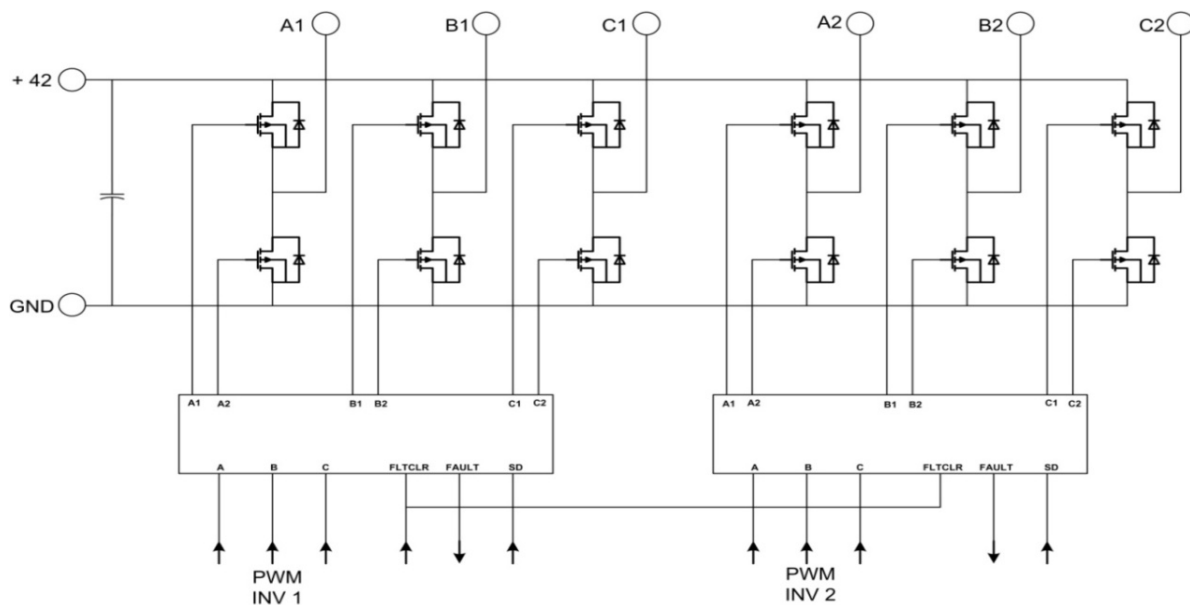 A1 B1 C1 A2 B2 C2
+ 42
GND
A1 A2 B1 B2 C1 C2
A B C FLTCLR FAULT SD
PWM
INV 1
A1 A2 B1 B2 C1 C2
A B C FLTCLR FAULT SD
PWM
INV 2